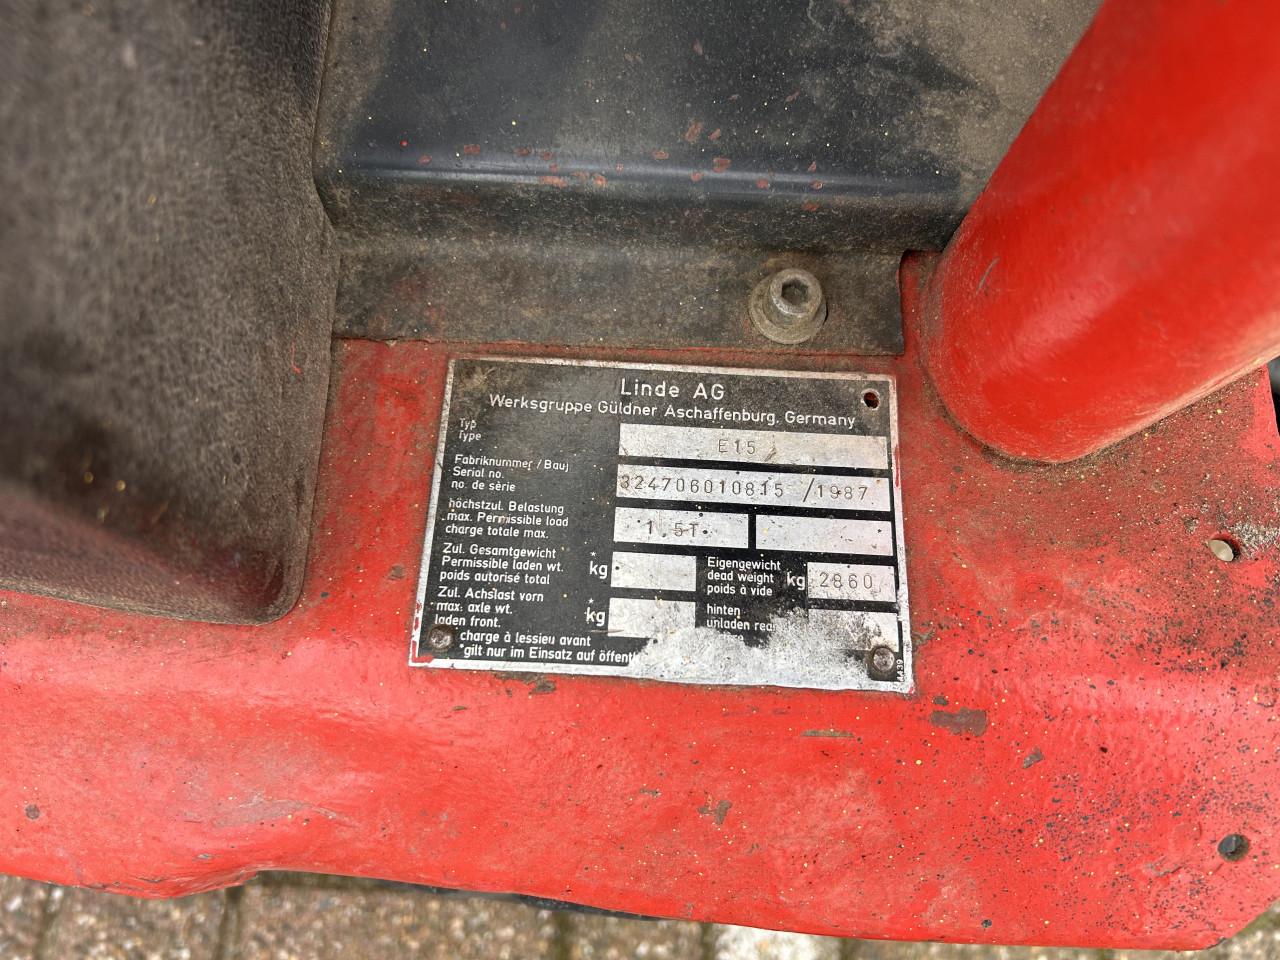 Linde AG
Werksgruppe Güldner Aschaffenburg, Germany
Typ
Type
E15
Fabriknummer / Bauj
Serial no.
no. de sèrie
324706010815 /1987
höchstzul. Belastung
max. Permissible load
charge totale max.
1.5T
Zul. Gesamtgewicht
Permissible laden wt.
poids autorisé total
* kg
Eigengewicht
dead weight
poids à vide
kg 2860
Zul. Achslast vorn
max. axle wt.
laden front.
charge à lessieu avant
* kg
hinten
unladen rear
*gilt nur im Einsatz auf öffentl